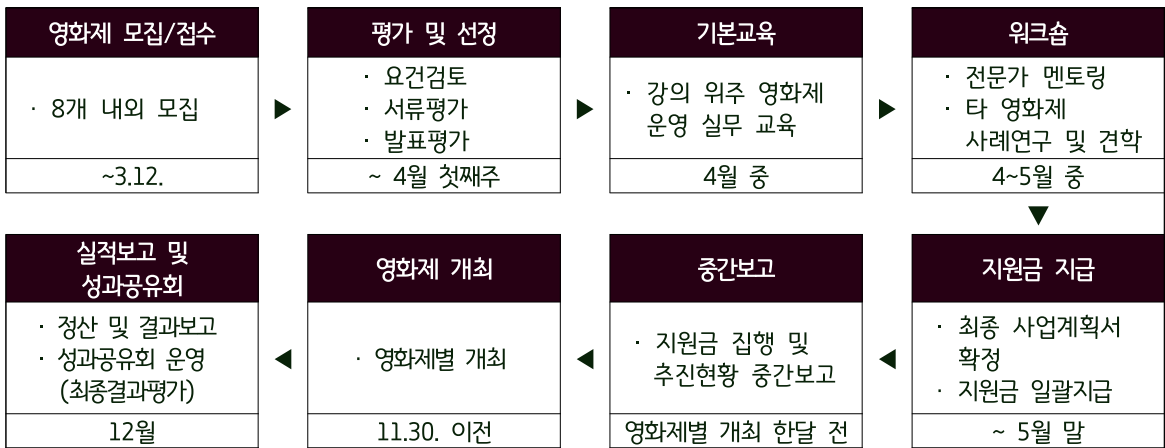 영화제 모집/접수
· 8개 내외 모집
~3.12.
▶
평가 및 선정
· 요건검토
· 서류평가
· 발표평가
~ 4월 첫째주
▶
기본교육
· 강의 위주 영화제
운영 실무 교육
4월 중
▶
워크숍
· 전문가 멘토링
· 타 영화제
사례연구 및 견학
4~5월 중
▼
지원금 지급
· 최종 사업계획서
확정
· 지원금 일괄지급
~ 5월 말
◀
중간보고
· 지원금 집행 및
추진현황 중간보고
영화제별 개최 한달 전
◀
영화제 개최
· 영화제별 개최
11.30. 이전
◀
실적보고 및
성과공유회
· 정산 및 결과보고
· 성과공유회 운영
(최종결과평가)
12월